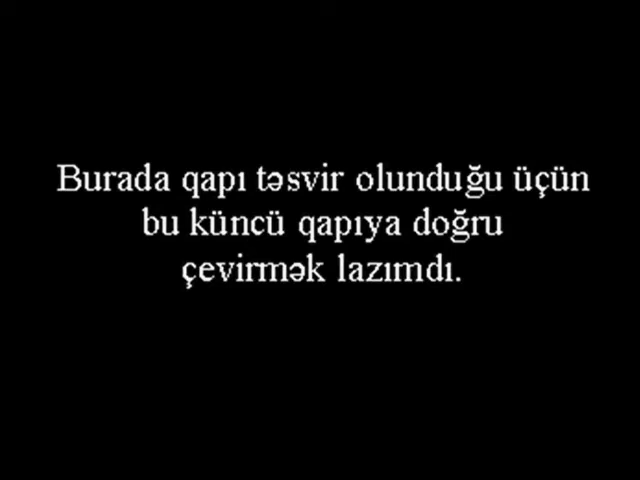 Burada qapı təsvir olunduğu üçün
bu küncü qapıya doğru
çevirmək lazımdı.